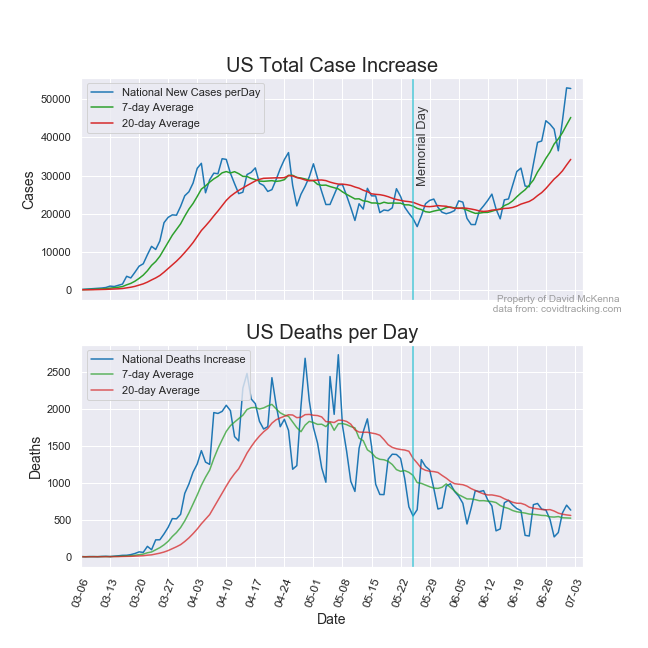 US Total Case Increase
National New Cases perDay
7-day Average
20-day Average
50000
40000
30000
20000
10000
0
Cases
Memorial Day
Property of David McKenna
data from: covidtracking.com
US Deaths per Day
National Deaths Increase
7-day Average
20-day Average
2500
2000
1500
1000
500
0
Deaths
03-06
03-13
03-20
03-27
04-03
04-10
04-17
04-24
05-01
05-08
05-15
05-22
05-29
06-05
06-12
06-19
06-26
07-03
Date